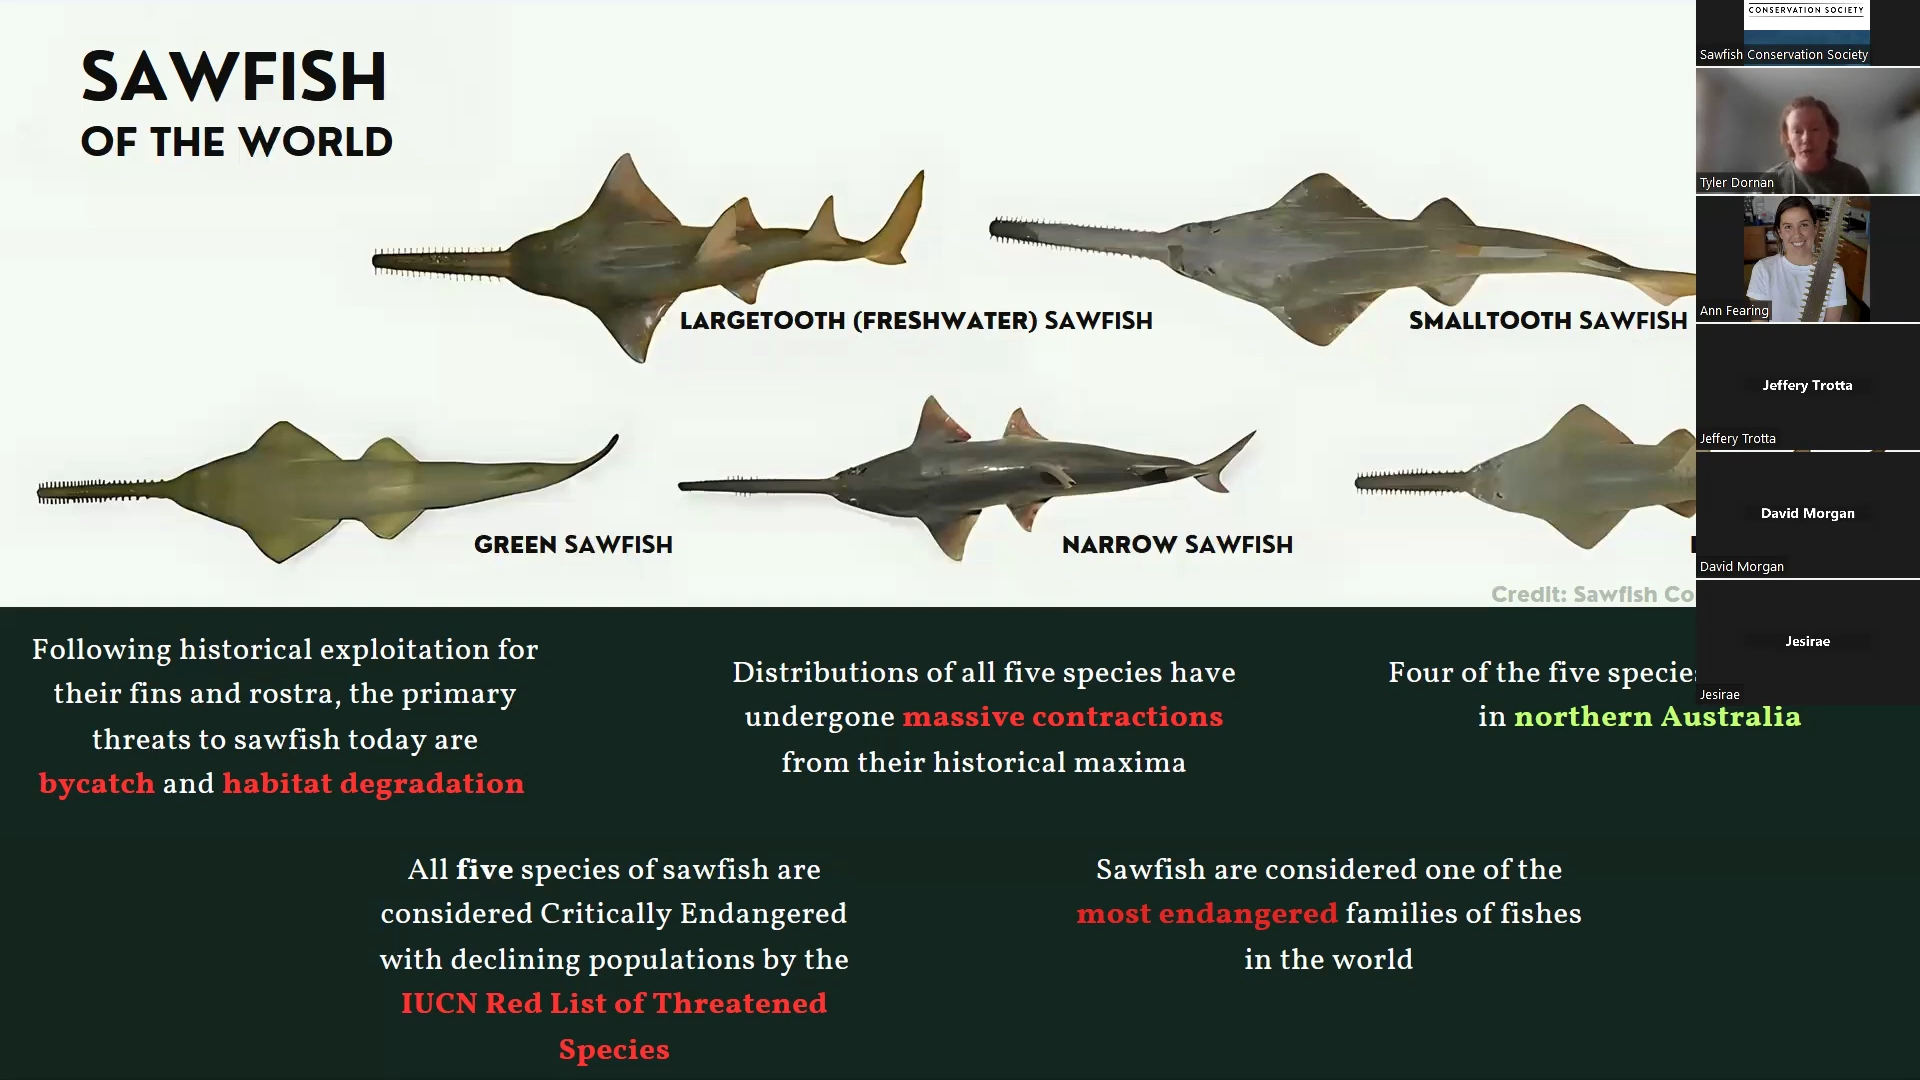 SAWFISH
OF THE WORLD
LARGETOOTH (FRESHWATER) SAWFISH
SMALLTOOTH SAWFISH
GREEN SAWFISH
NARROW SAWFISH
Credit: Sawfish Co
Following historical exploitation for
their fins and rostra, the primary
threats to sawfish today are
bycatch and habitat degradation
Distributions of all five species have
undergone massive contractions
from their historical maxima
Four of the five
in northern Australia
All five species of sawfish are
considered Critically Endangered
with declining populations by the
IUCN Red List of Threatened
Species
Sawfish are considered one of the
most endangered families of fishes
in the world
CONSERVATION SOCIETY
Sawfish Conservation Society
Tyler Dornan
Ann Fearing
Jeffery Trotta
Jeffery Trotta
David Morgan
David Morgan
Jesirae
Jesirae